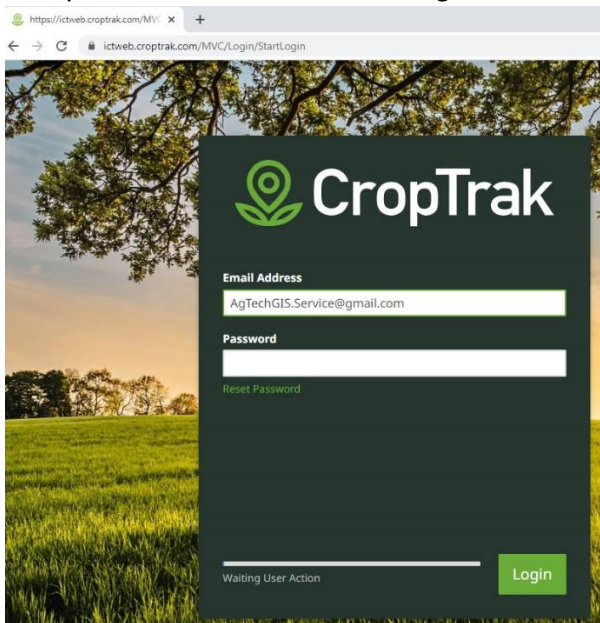 https://ictweb.croptrak.com/MVC
ictweb.croptrak.com/MVC/Login/StartLogin
CropTrak
Email Address
AgTechGIS.Service@gmail.com
Password
Reset Password
Waiting User Action
Login